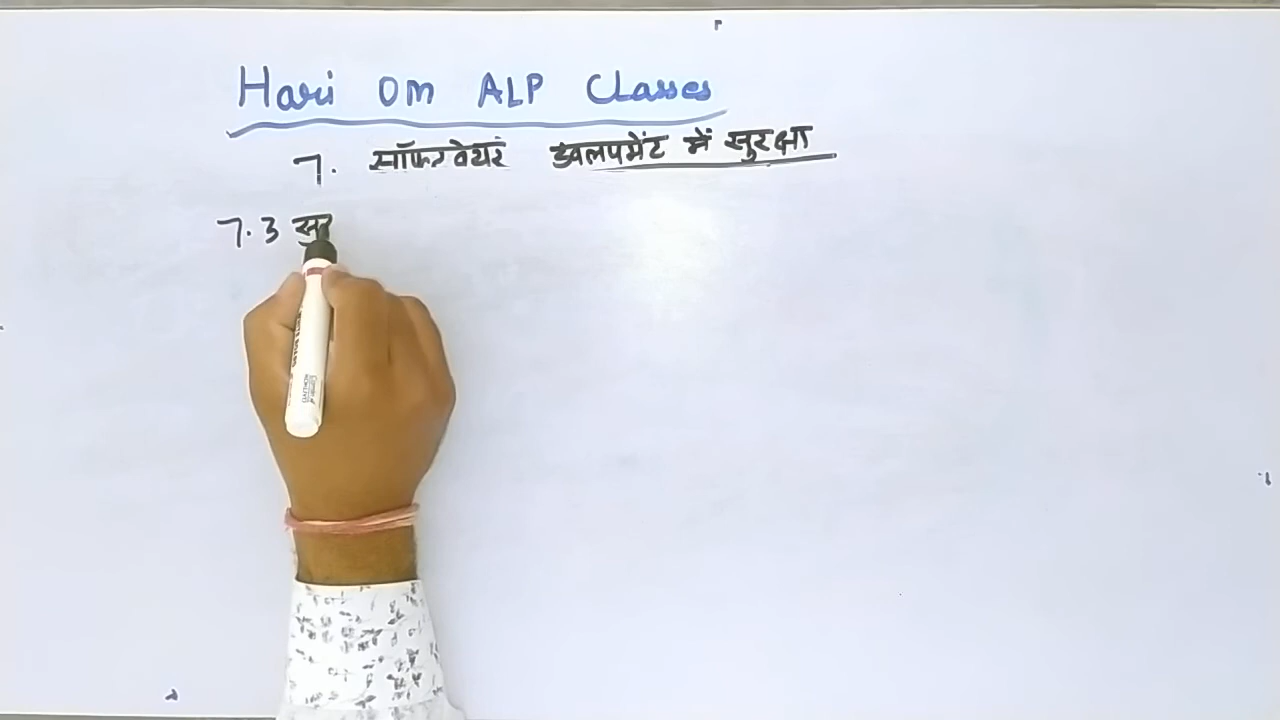 Hari Om ALP Classes
7. सॉफ्टवेयर डवलपमेंट में सुरक्षा
7.3 सु